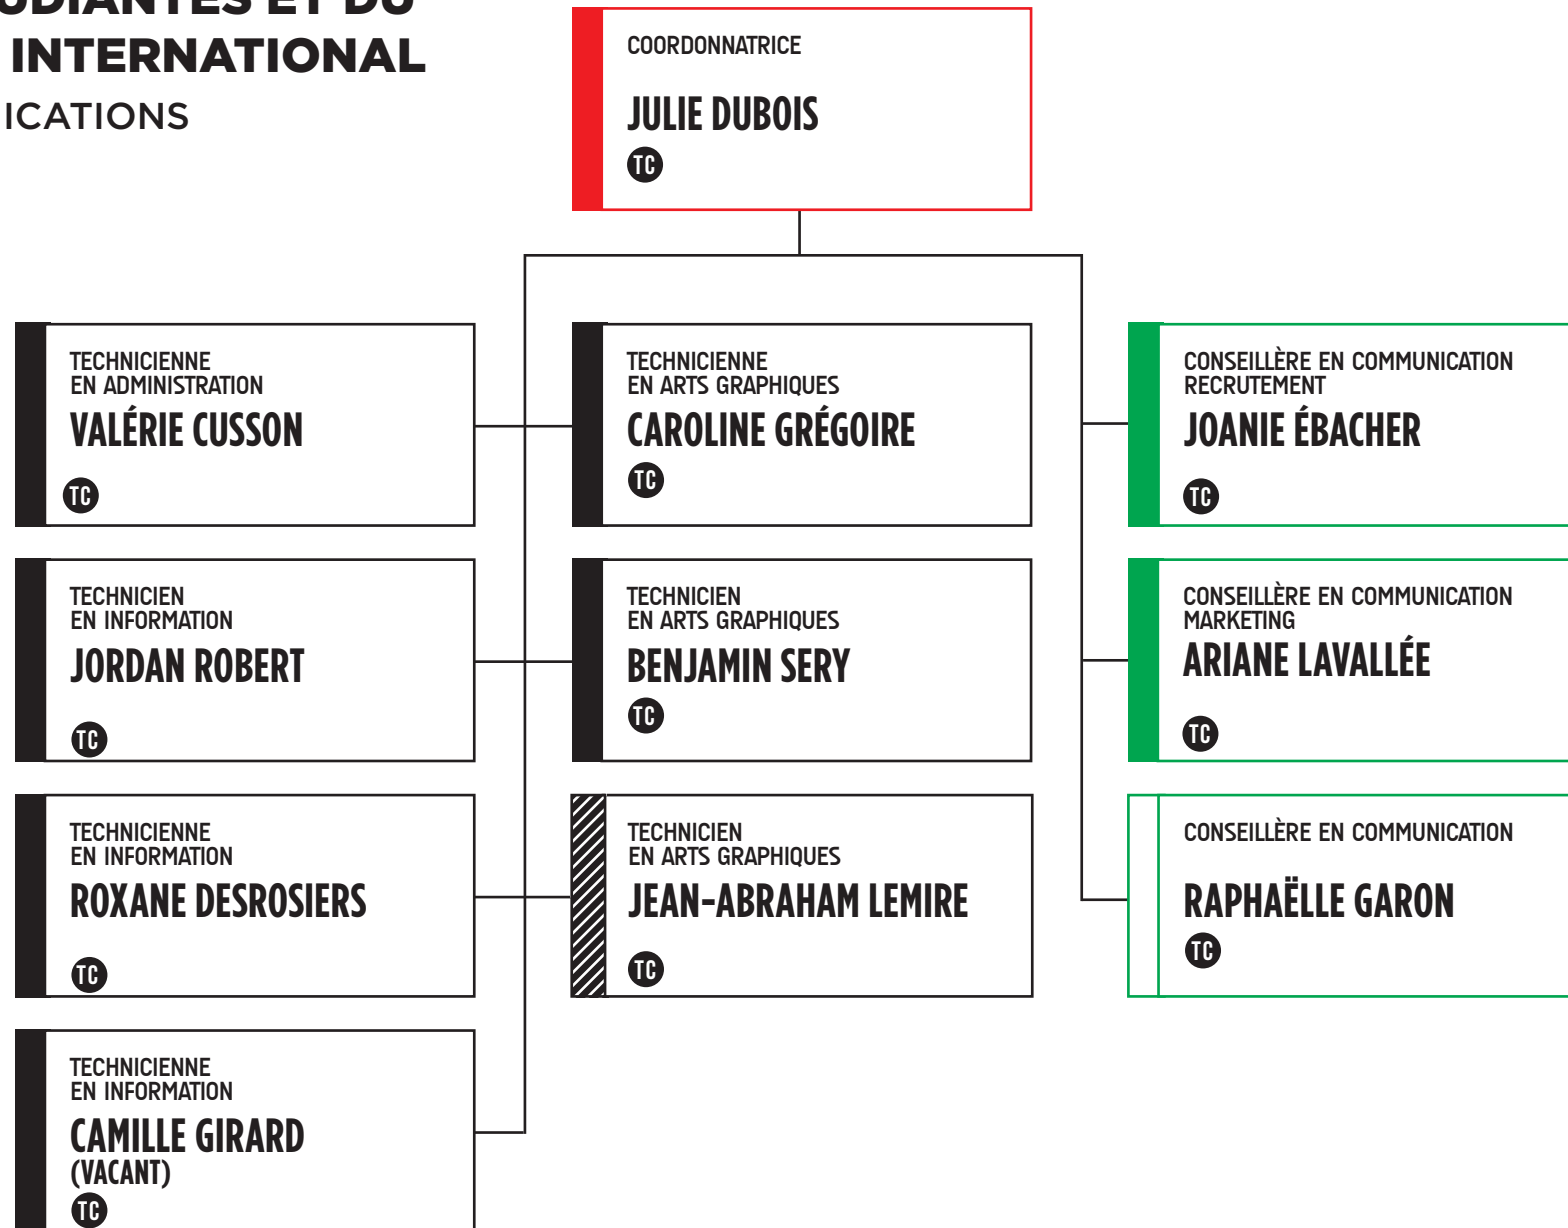 UDIANTES ET DU
INTERNATIONAL
ICATIONS
COORDONNATRICE
JULIE DUBOIS
TC
TECHNICIENNE
EN ADMINISTRATION
VALÉRIE CUSSON
TC
TECHNICIENNE
EN ARTS GRAPHIQUES
CAROLINE GRÉGOIRE
TC
CONSEILLÈRE EN COMMUNICATION
RECRUTEMENT
JOANIE ÉBACHER
TC
TECHNICIEN
EN INFORMATION
JORDAN ROBERT
TC
TECHNICIEN
EN ARTS GRAPHIQUES
BENJAMIN SERY
TC
CONSEILLÈRE EN COMMUNICATION
MARKETING
ARIANE LAVALLÉE
TC
TECHNICIENNE
EN INFORMATION
ROXANE DESROSIERS
TC
TECHNICIEN
EN ARTS GRAPHIQUES
JEAN-ABRAHAM LEMIRE
TC
CONSEILLÈRE EN COMMUNICATION
RAPHAËLLE GARON
TC
TECHNICIENNE
EN INFORMATION
CAMILLE GIRARD
(VACANT)
TC